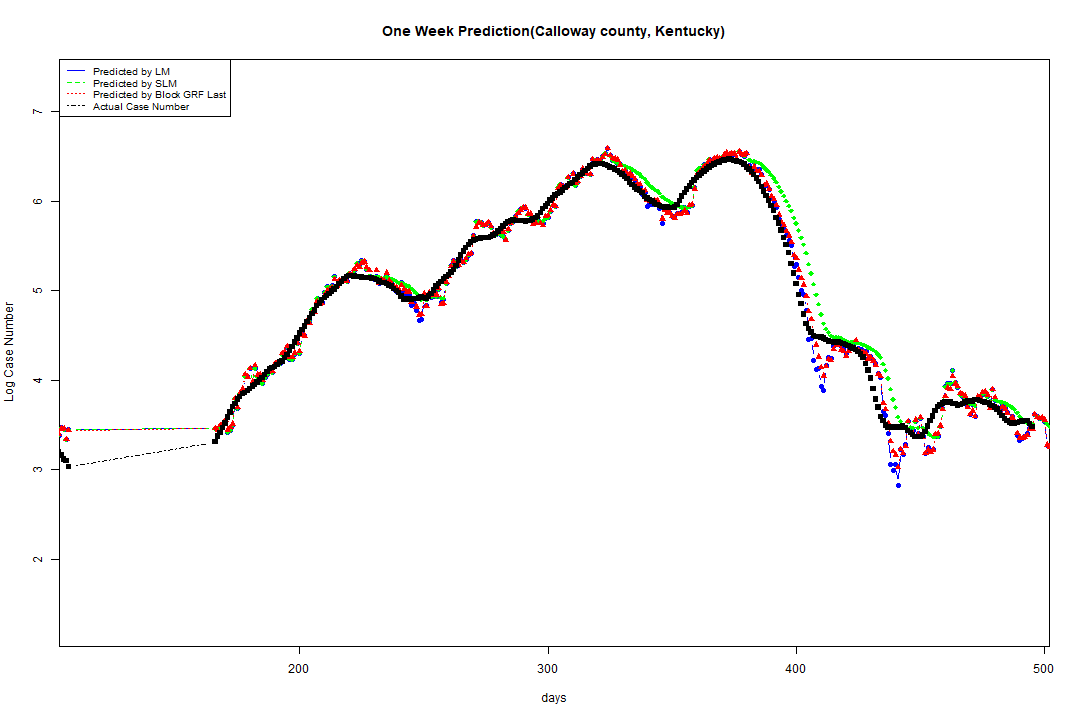 One Week Prediction(Calloway county, Kentucky)
Predicted by LM
Predicted by SLM
Predicted by Block GRF Last
Actual Case Number
Log Case Number
7
6
5
4
3
2
200
300
400
500
days